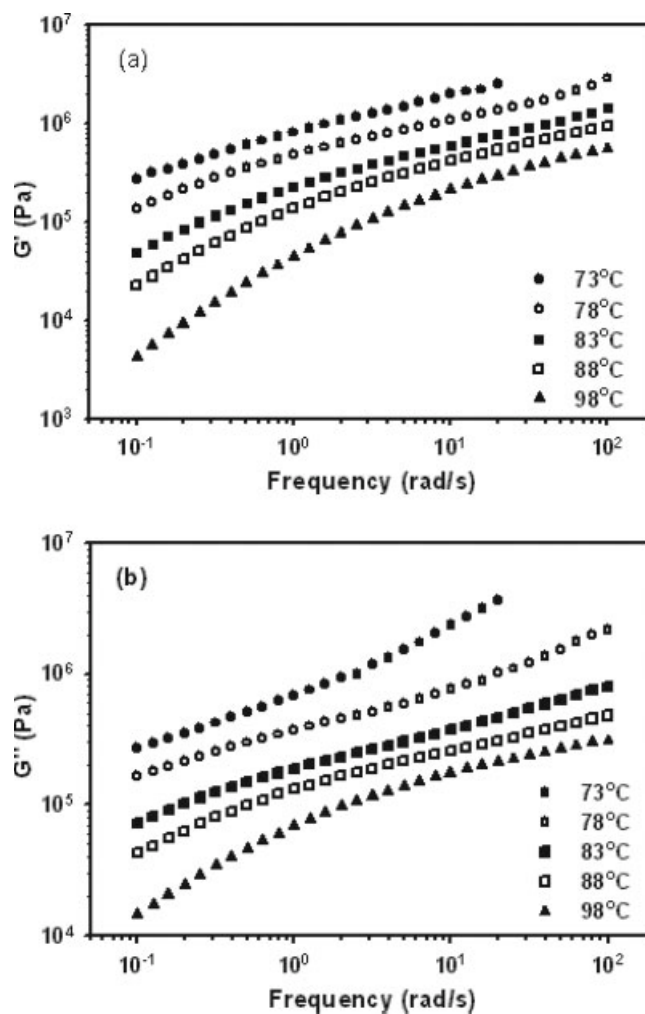 (a)
10⁷
10⁶
10⁵
10⁴
10³
G' (Pa)
73°C
78°C
83°C
88°C
98°C
10⁻¹ 10⁰ 10¹ 10²
Frequency (rad/s)
(b)
10⁷
10⁶
10⁵
10⁴
G'' (Pa)
73°C
78°C
83°C
88°C
98°C
10⁻¹ 10⁰ 10¹ 10²
Frequency (rad/s)